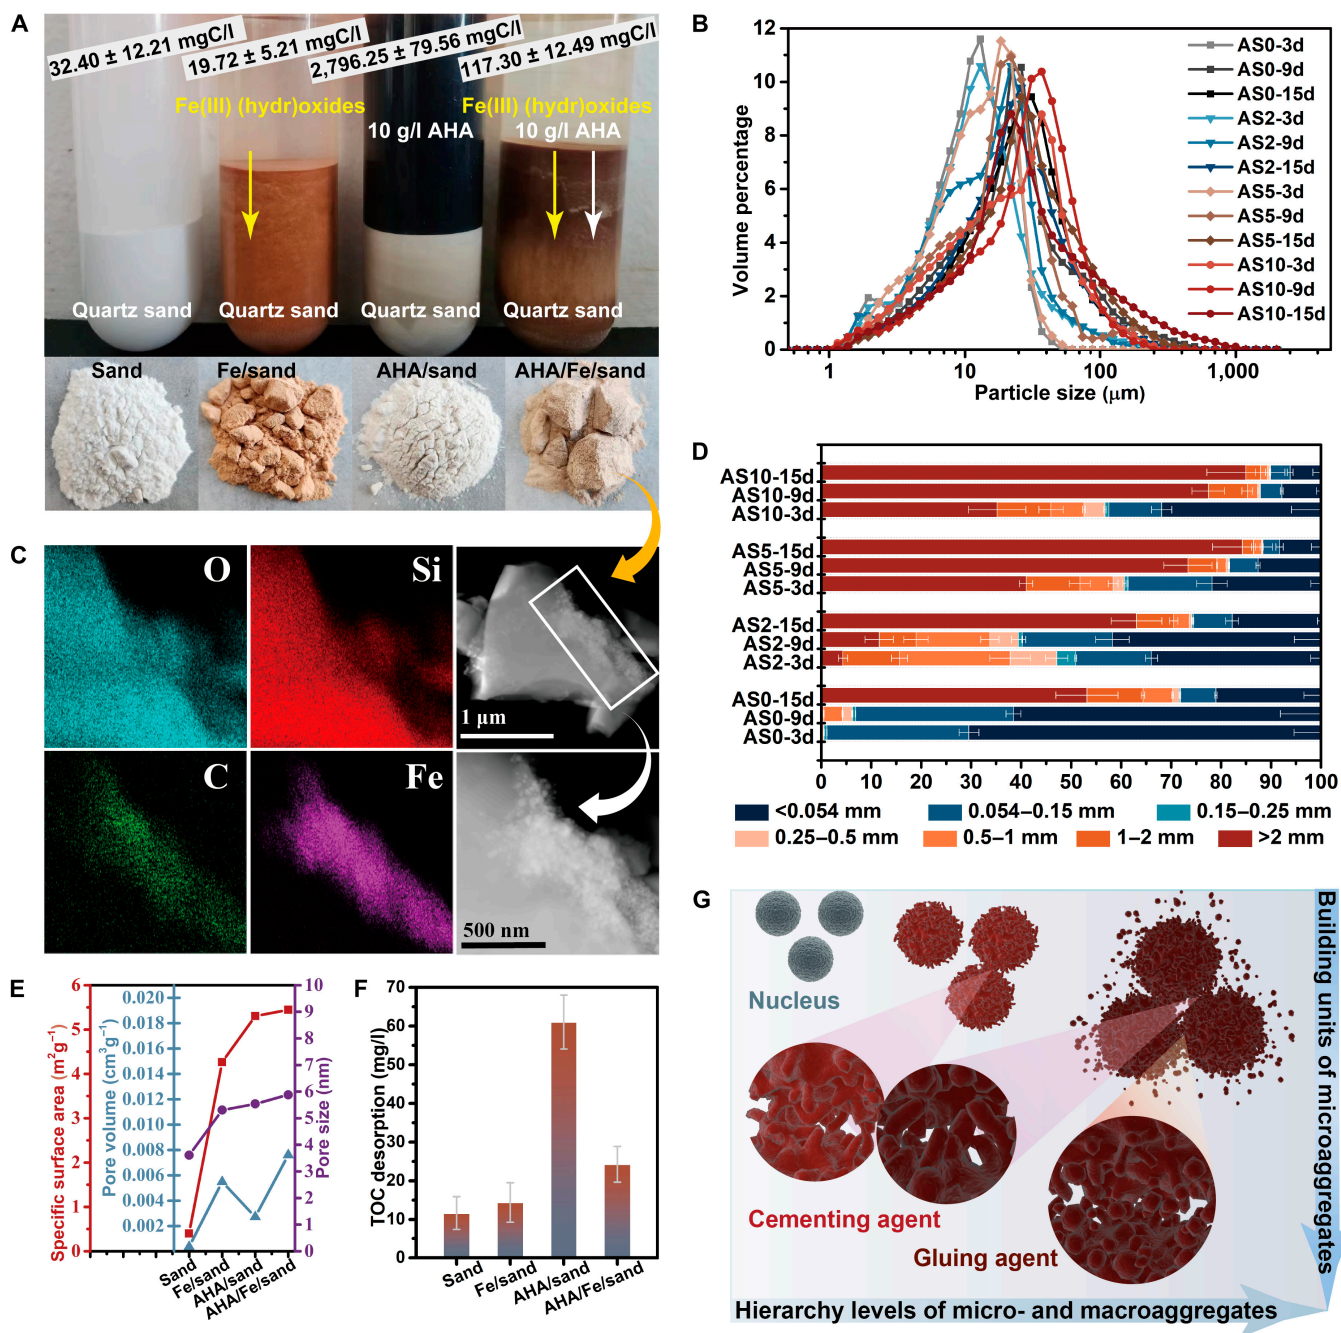 A
32.40 ± 12.21 mgC/l
19.72 ± 5.21 mgC/l
2,796.25 ± 79.56 mgC/l
117.30 ± 12.49 mgC/l
Fe(III) (hydr)oxides
Fe(III) (hydr)oxides
10 g/l AHA
10 g/l AHA
Quartz sand
Quartz sand
Quartz sand
Quartz sand
Sand
Fe/sand
AHA/sand
AHA/Fe/sand
B
Volume percentage
12
10
8
6
4
2
0
1
10
100
1,000
Particle size (µm)
AS0-3d
AS0-9d
AS0-15d
AS2-3d
AS2-9d
AS2-15d
AS5-3d
AS5-9d
AS5-15d
AS10-3d
AS10-9d
AS10-15d
C
O
Si
1 µm
C
Fe
500 nm
D
AS10-15d
AS10-9d
AS10-3d
AS5-15d
AS5-9d
AS5-3d
AS2-15d
AS2-9d
AS2-3d
AS0-15d
AS0-9d
AS0-3d
0 10 20 30 40 50 60 70 80 90 100
<0.054 mm
0.054–0.15 mm
0.15–0.25 mm
0.25–0.5 mm
0.5–1 mm
1–2 mm
>2 mm
E
Specific surface area (m²g⁻¹)
6
5
4
3
2
1
0
Pore volume (cm³g⁻¹)
0.020
0.018
0.016
0.014
0.012
0.010
0.008
0.006
0.004
0.002
10
9
8
7
6
5
4
3
2
1
0
Pore size (nm)
Sand
Fe/sand
AHA/sand
AHA/Fe/sand
F
TOC desorption (mg/l)
70
60
50
40
30
20
10
0
Sand
Fe/sand
AHA/sand
AHA/Fe/sand
G
Nucleus
Cementing agent
Gluing agent
Building units of microaggregates
Hierarchy levels of micro- and macroaggregates